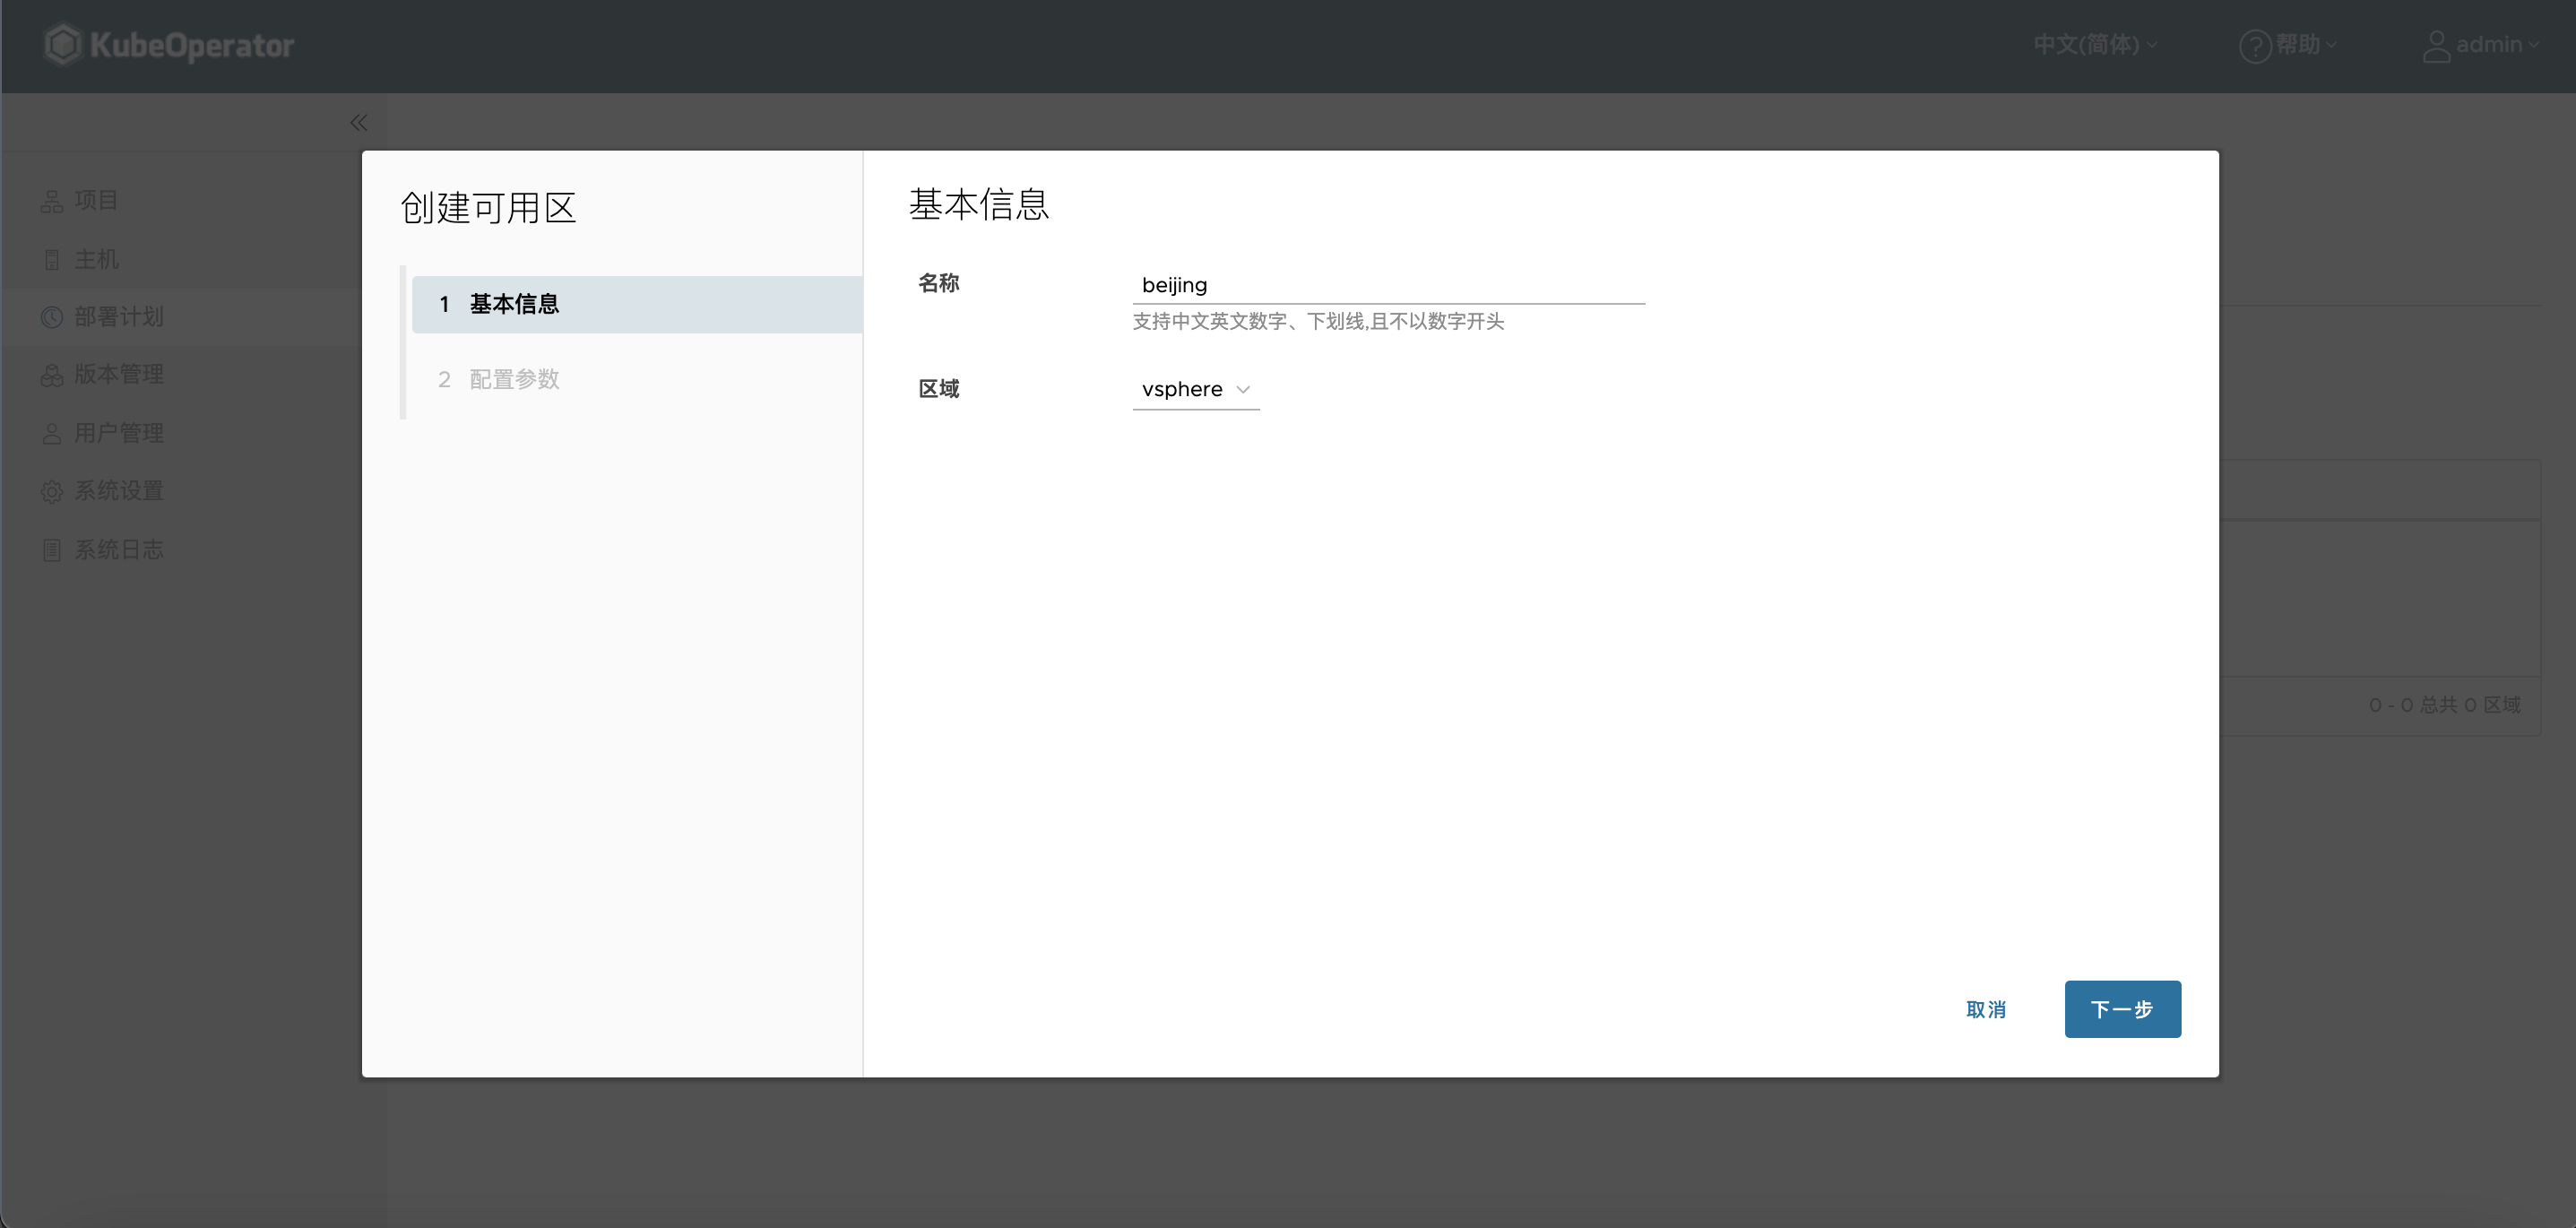 KubeOperator
中文(简体)
帮助
admin
项目
主机
部署计划
版本管理
用户管理
系统设置
系统日志
创建可用区
1 基本信息
2 配置参数
基本信息
名称
beijing
支持中文英文数字、下划线,且不以数字开头
区域
vsphere
0 - 0 总共 0 区域
取消
下一步